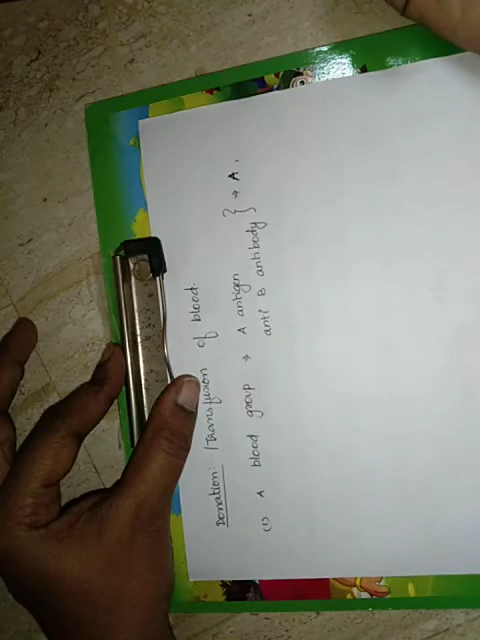 Donation: / Transfusion of blood.
(1) A blood group → A antigen } → A.
anti B antibody